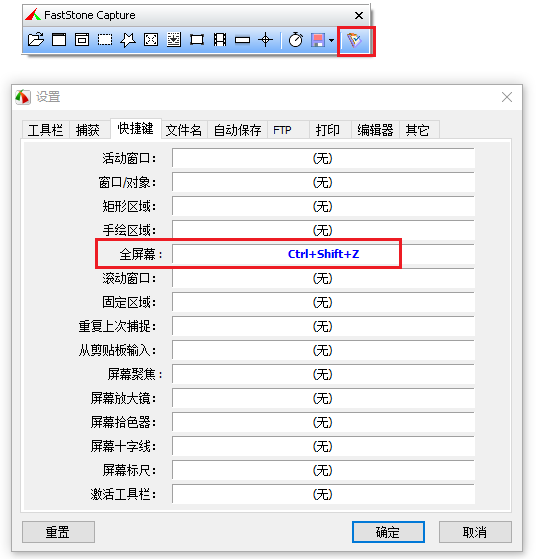 FastStone Capture
设置
工具栏 捕获 快捷键 文件名 自动保存 FTP 打印 编辑器 其它
活动窗口： (无)
窗口/对象： (无)
矩形区域： (无)
手绘区域： (无)
全屏幕： Ctrl+Shift+Z
滚动窗口： (无)
固定区域： (无)
重复上次捕捉： (无)
从剪贴板输入： (无)
屏幕聚焦： (无)
屏幕放大镜： (无)
屏幕拾色器： (无)
屏幕十字线： (无)
屏幕标尺： (无)
激活工具栏： (无)
重置 确定 取消